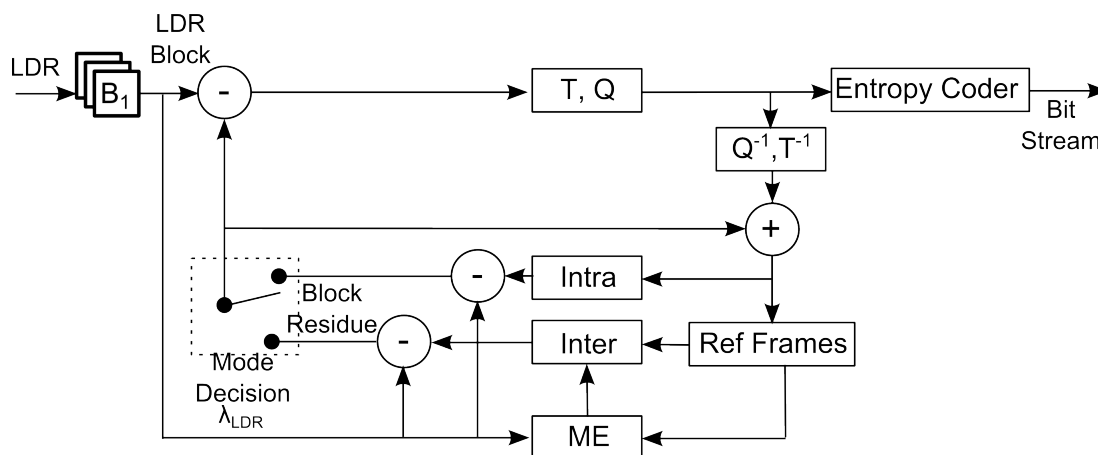 LDR
Block
LDR
B₁
-
T, Q
Entropy Coder
Bit
Stream
Q⁻¹,T⁻¹
+
-
Intra
Block
Residue
-
Inter
Ref Frames
Mode
Decision
λLDR
ME